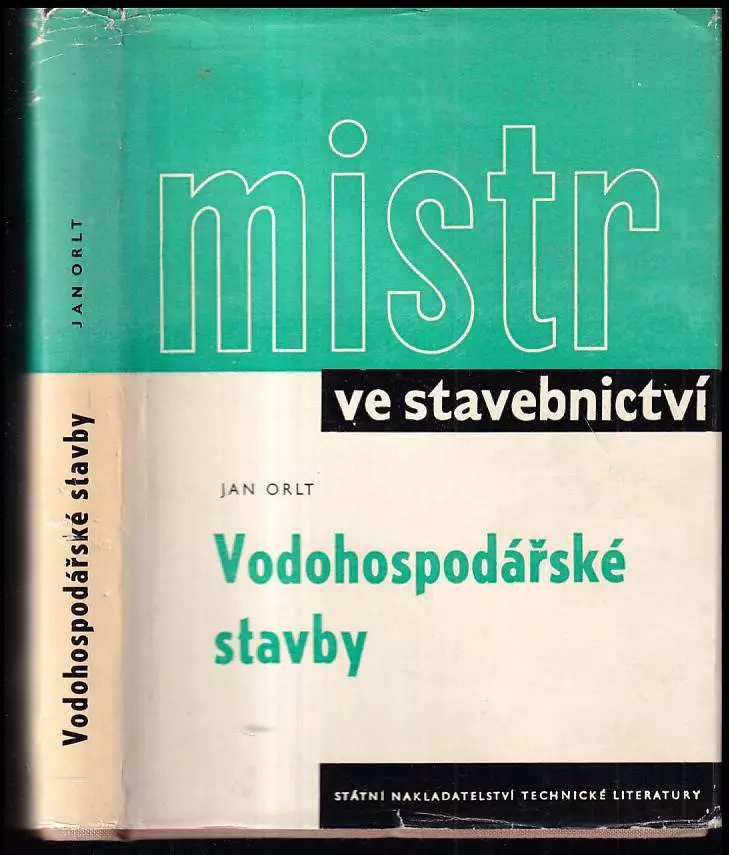 JAN ORLT
Vodohospodářské stavby
mistr
ve stavebnictví
JAN ORLT
Vodohospodářské
stavby
STÁTNÍ NAKLADATELSTVÍ TECHNICKÉ LITERATURY